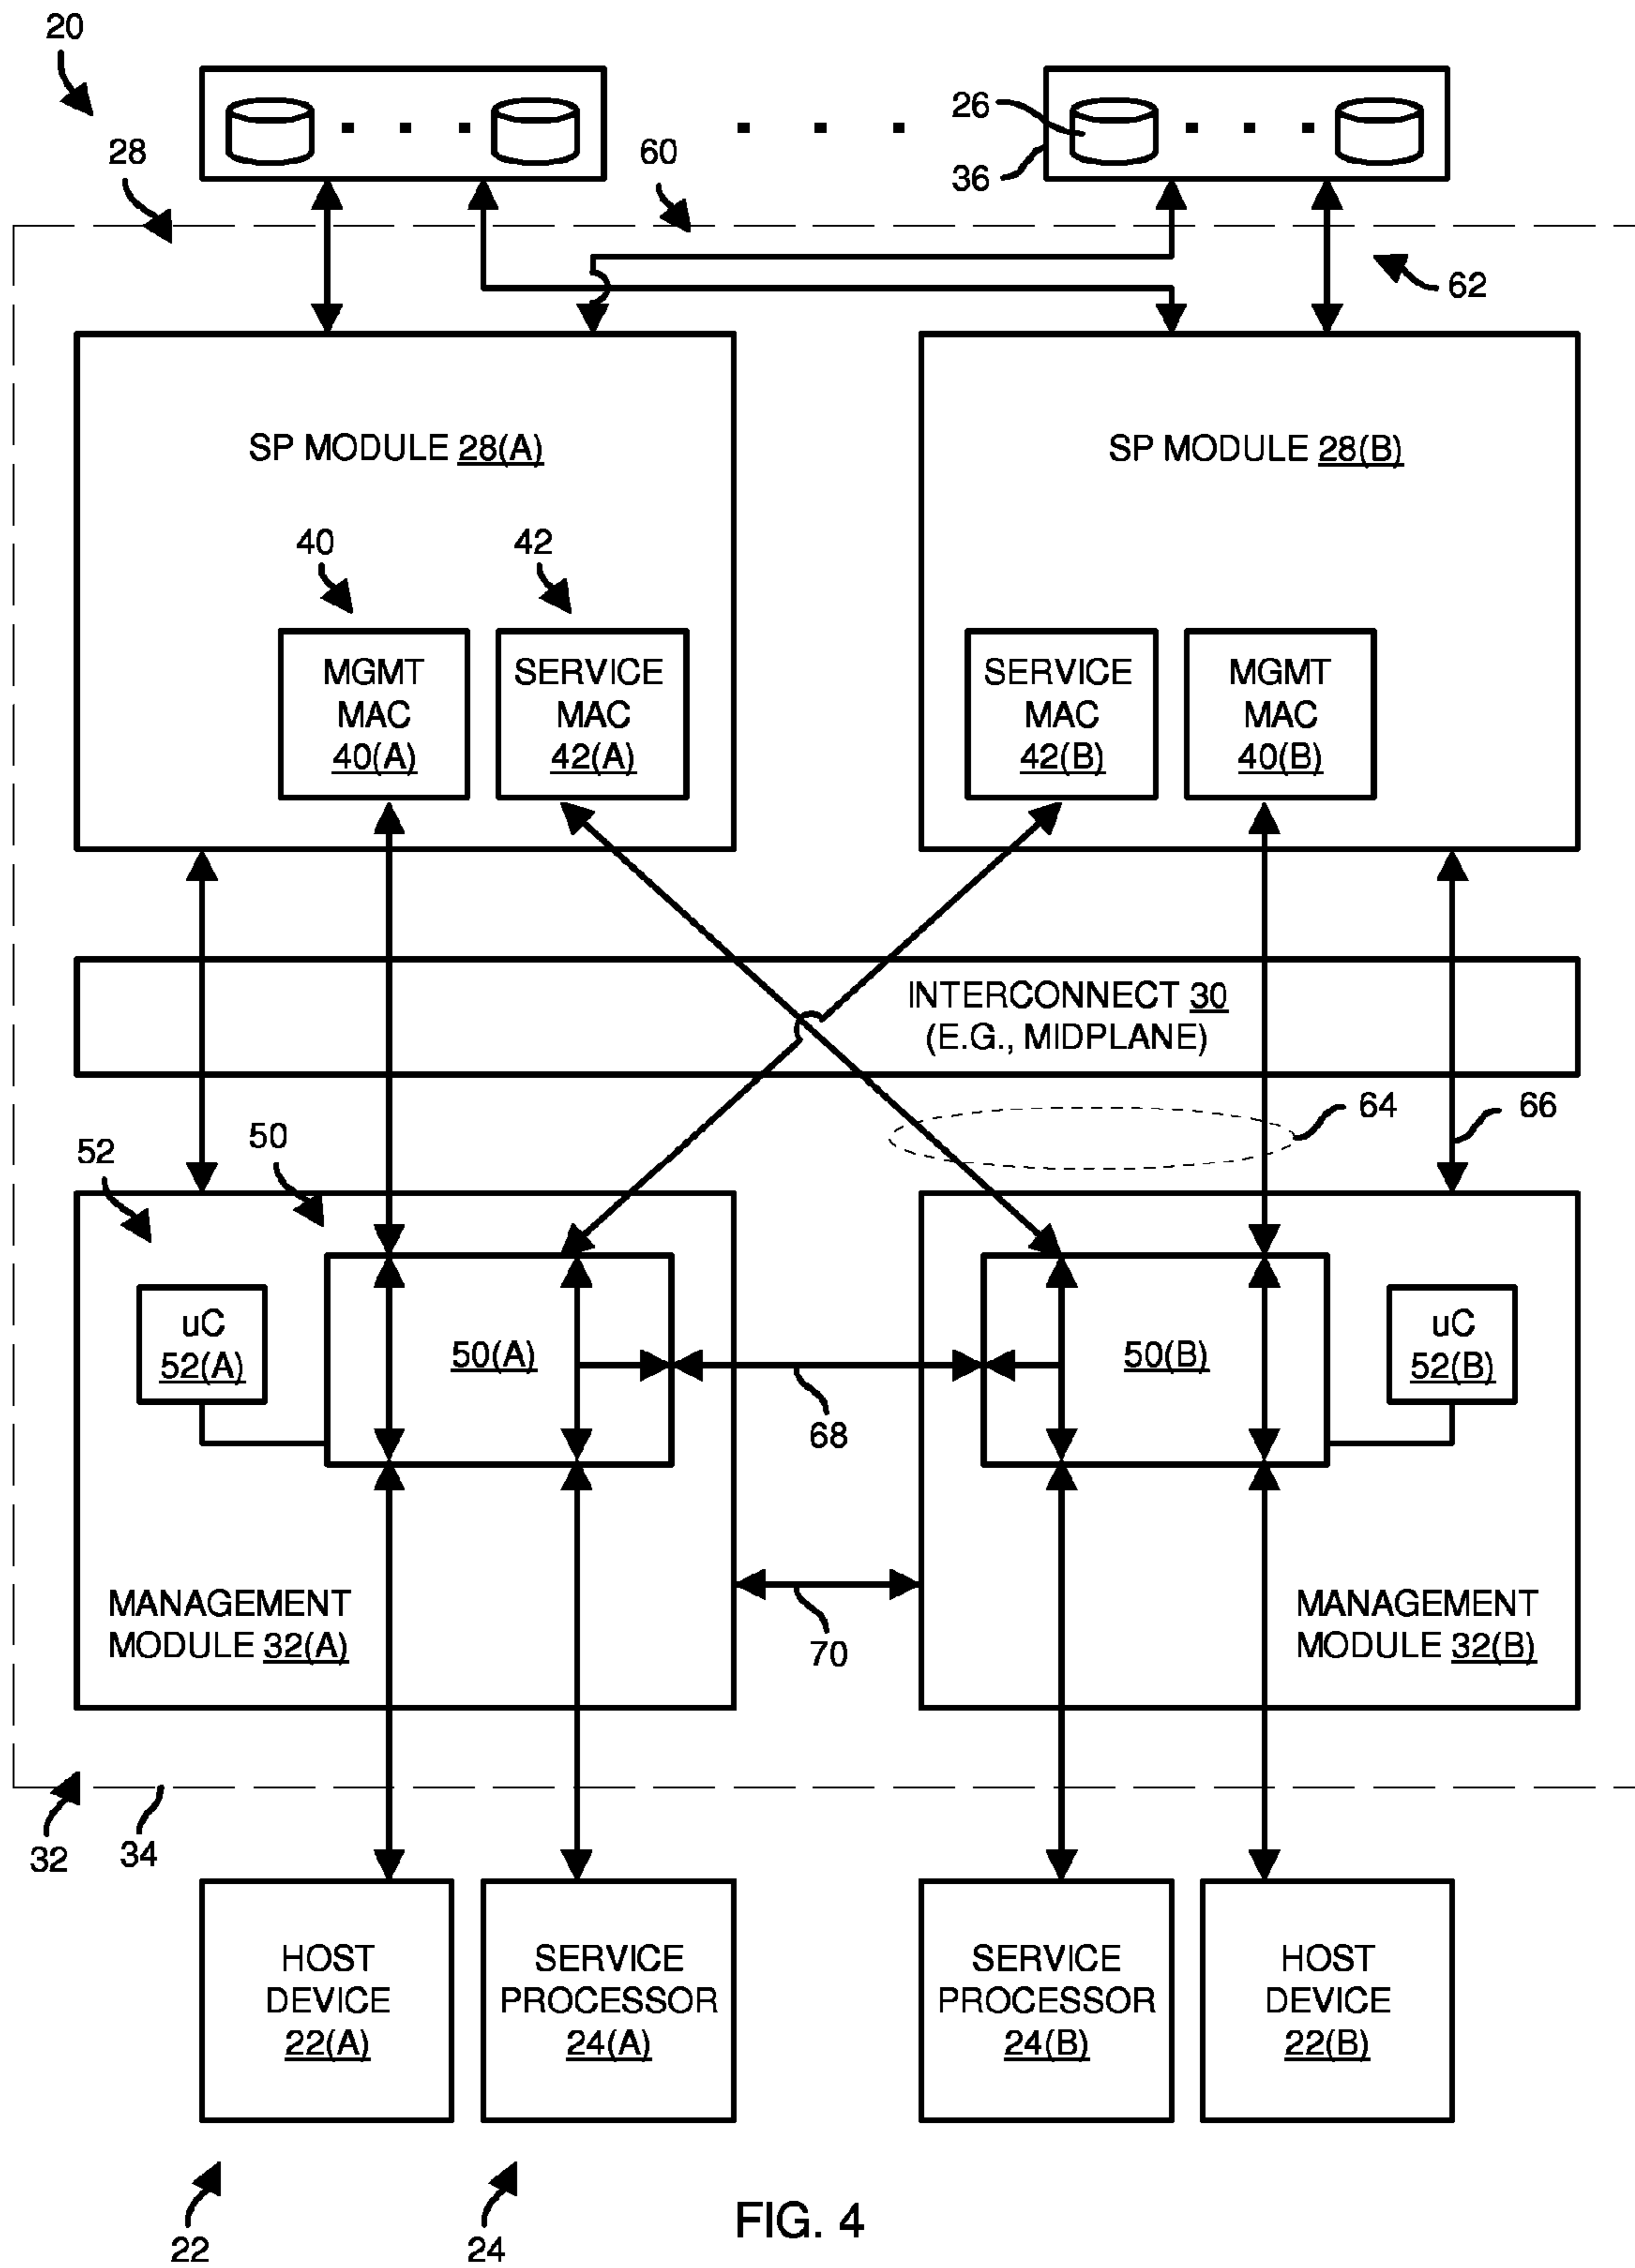 20
28
60
26
36
62
SP MODULE 28(A)
SP MODULE 28(B)
40
42
MGMT
MAC
40(A)
SERVICE
MAC
42(A)
SERVICE
MAC
42(B)
MGMT
MAC
40(B)
INTERCONNECT 30
(E.G., MIDPLANE)
64
66
52
50
uC
52(A)
50(A)
50(B)
uC
52(B)
68
MANAGEMENT
MODULE 32(A)
70
MANAGEMENT
MODULE 32(B)
32
34
HOST
DEVICE
22(A)
SERVICE
PROCESSOR
24(A)
SERVICE
PROCESSOR
24(B)
HOST
DEVICE
22(B)
22
24
FIG. 4